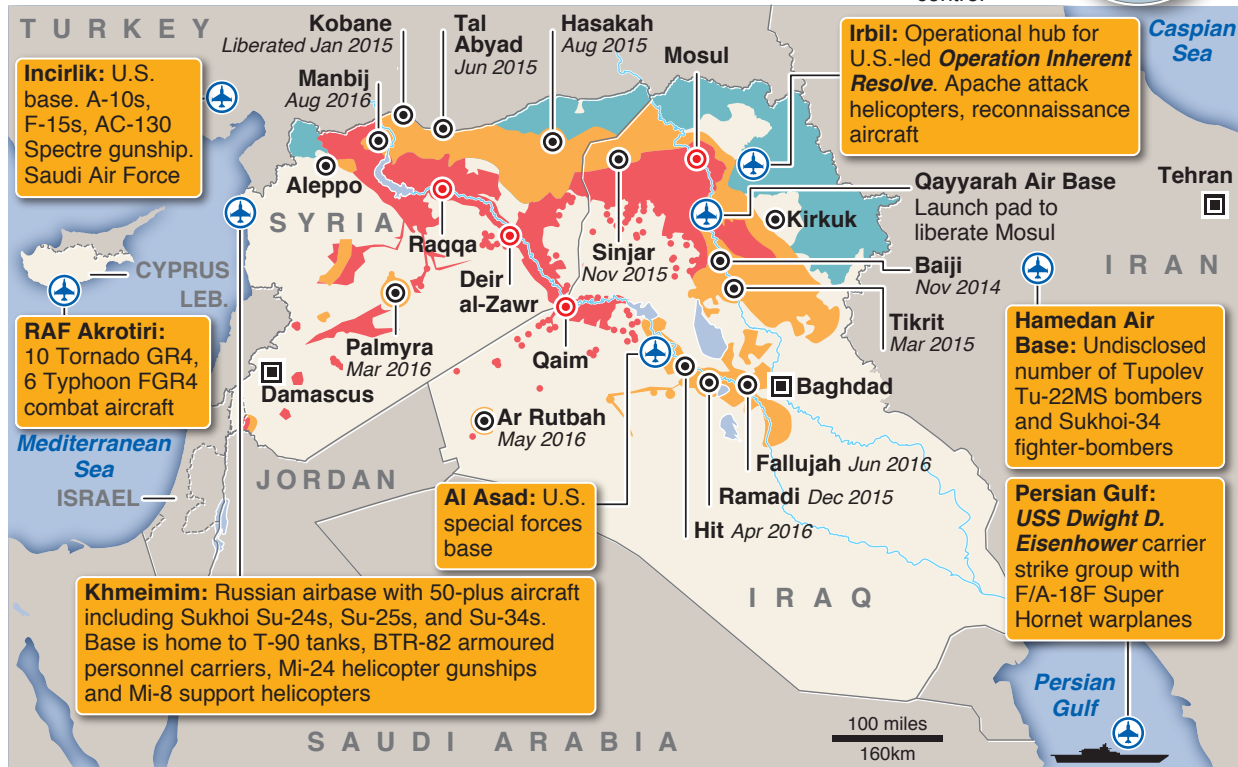 control
TURKEY
Kobane
Liberated Jan 2015
Tal
Abyad
Jun 2015
Hasakah
Aug 2015
Manbij
Aug 2016
Mosul
Incirlik: U.S.
base. A-10s,
F-15s, AC-130
Spectre gunship.
Saudi Air Force
Irbil: Operational hub for
U.S.-led Operation Inherent
Resolve. Apache attack
helicopters, reconnaissance
aircraft
Caspian
Sea
Tehran
Aleppo
SYRIA
Raqqa
Deir
al-Zawr
Sinjar
Nov 2015
Kirkuk
Qayyarah Air Base
Launch pad to
liberate Mosul
Baiji
Nov 2014
IRAN
CYPRUS
LEB.
RAF Akrotiri:
10 Tornado GR4,
6 Typhoon FGR4
combat aircraft
Palmyra
Mar 2016
Qaim
Tikrit
Mar 2015
Hamedan Air
Base: Undisclosed
number of Tupolev
Tu-22MS bombers
and Sukhoi-34
fighter-bombers
Damascus
Baghdad
Ar Rutbah
May 2016
Mediterranean
Sea
ISRAEL
JORDAN
Fallujah Jun 2016
Ramadi Dec 2015
Hit Apr 2016
Al Asad: U.S.
special forces
base
Persian Gulf:
USS Dwight D.
Eisenhower carrier
strike group with
F/A-18F Super
Hornet warplanes
Khmeimim: Russian airbase with 50-plus aircraft
including Sukhoi Su-24s, Su-25s, and Su-34s.
Base is home to T-90 tanks, BTR-82 armoured
personnel carriers, Mi-24 helicopter gunships
and Mi-8 support helicopters
IRAQ
Persian
Gulf
SAUDI ARABIA
100 miles
160km